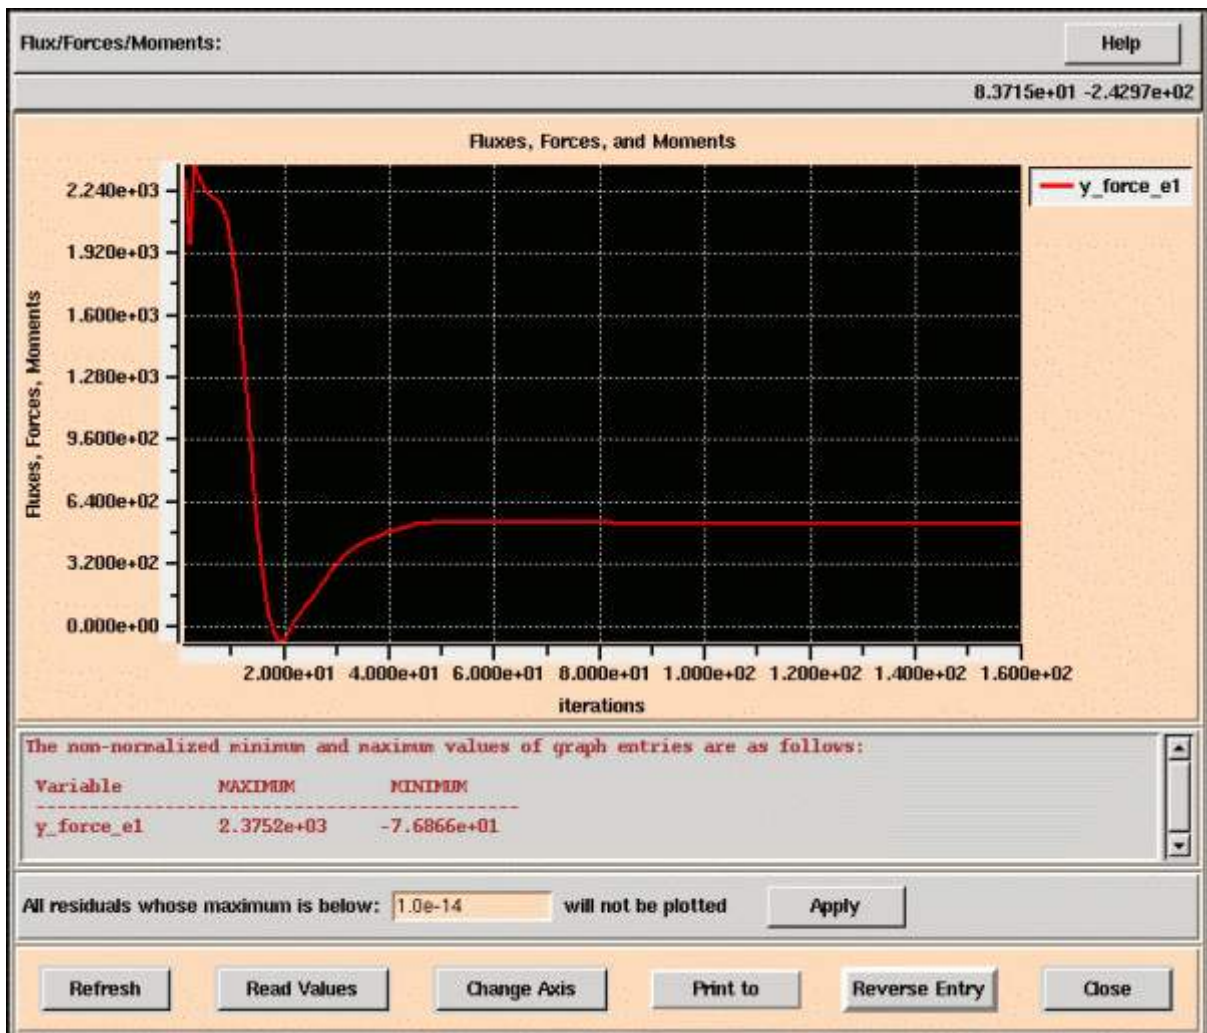 Flux/Forces/Moments:
Help
8.3715e+01 -2.4297e+02
Fluxes, Forces, and Moments
y_force_e1
Fluxes, Forces, Moments
2.240e+03
1.920e+03
1.600e+03
1.280e+03
9.600e+02
6.400e+02
3.200e+02
0.000e+00
2.000e+01 4.000e+01 6.000e+01 8.000e+01 1.000e+02 1.200e+02 1.400e+02 1.600e+02
iterations
The non-normalized minimum and maximum values of graph entries are as follows:
Variable MAXIMUM MINIMUM
---------------------------------------------
y_force_e1 2.3752e+03 -7.6866e+01
All residuals whose maximum is below: 1.0e-14 will not be plotted Apply
Refresh Read Values Change Axis Print to Reverse Entry Close